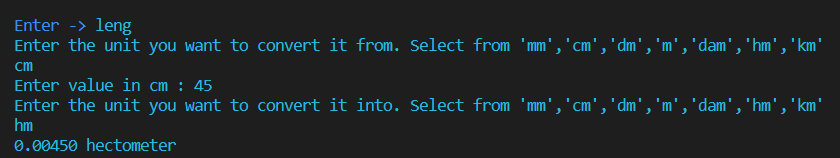 Enter -> leng
Enter the unit you want to convert it from. Select from 'mm','cm','dm','m','dam','hm','km'
cm
Enter value in cm : 45
Enter the unit you want to convert it into. Select from 'mm','cm','dm','m','dam','hm','km'
hm
0.00450 hectometer